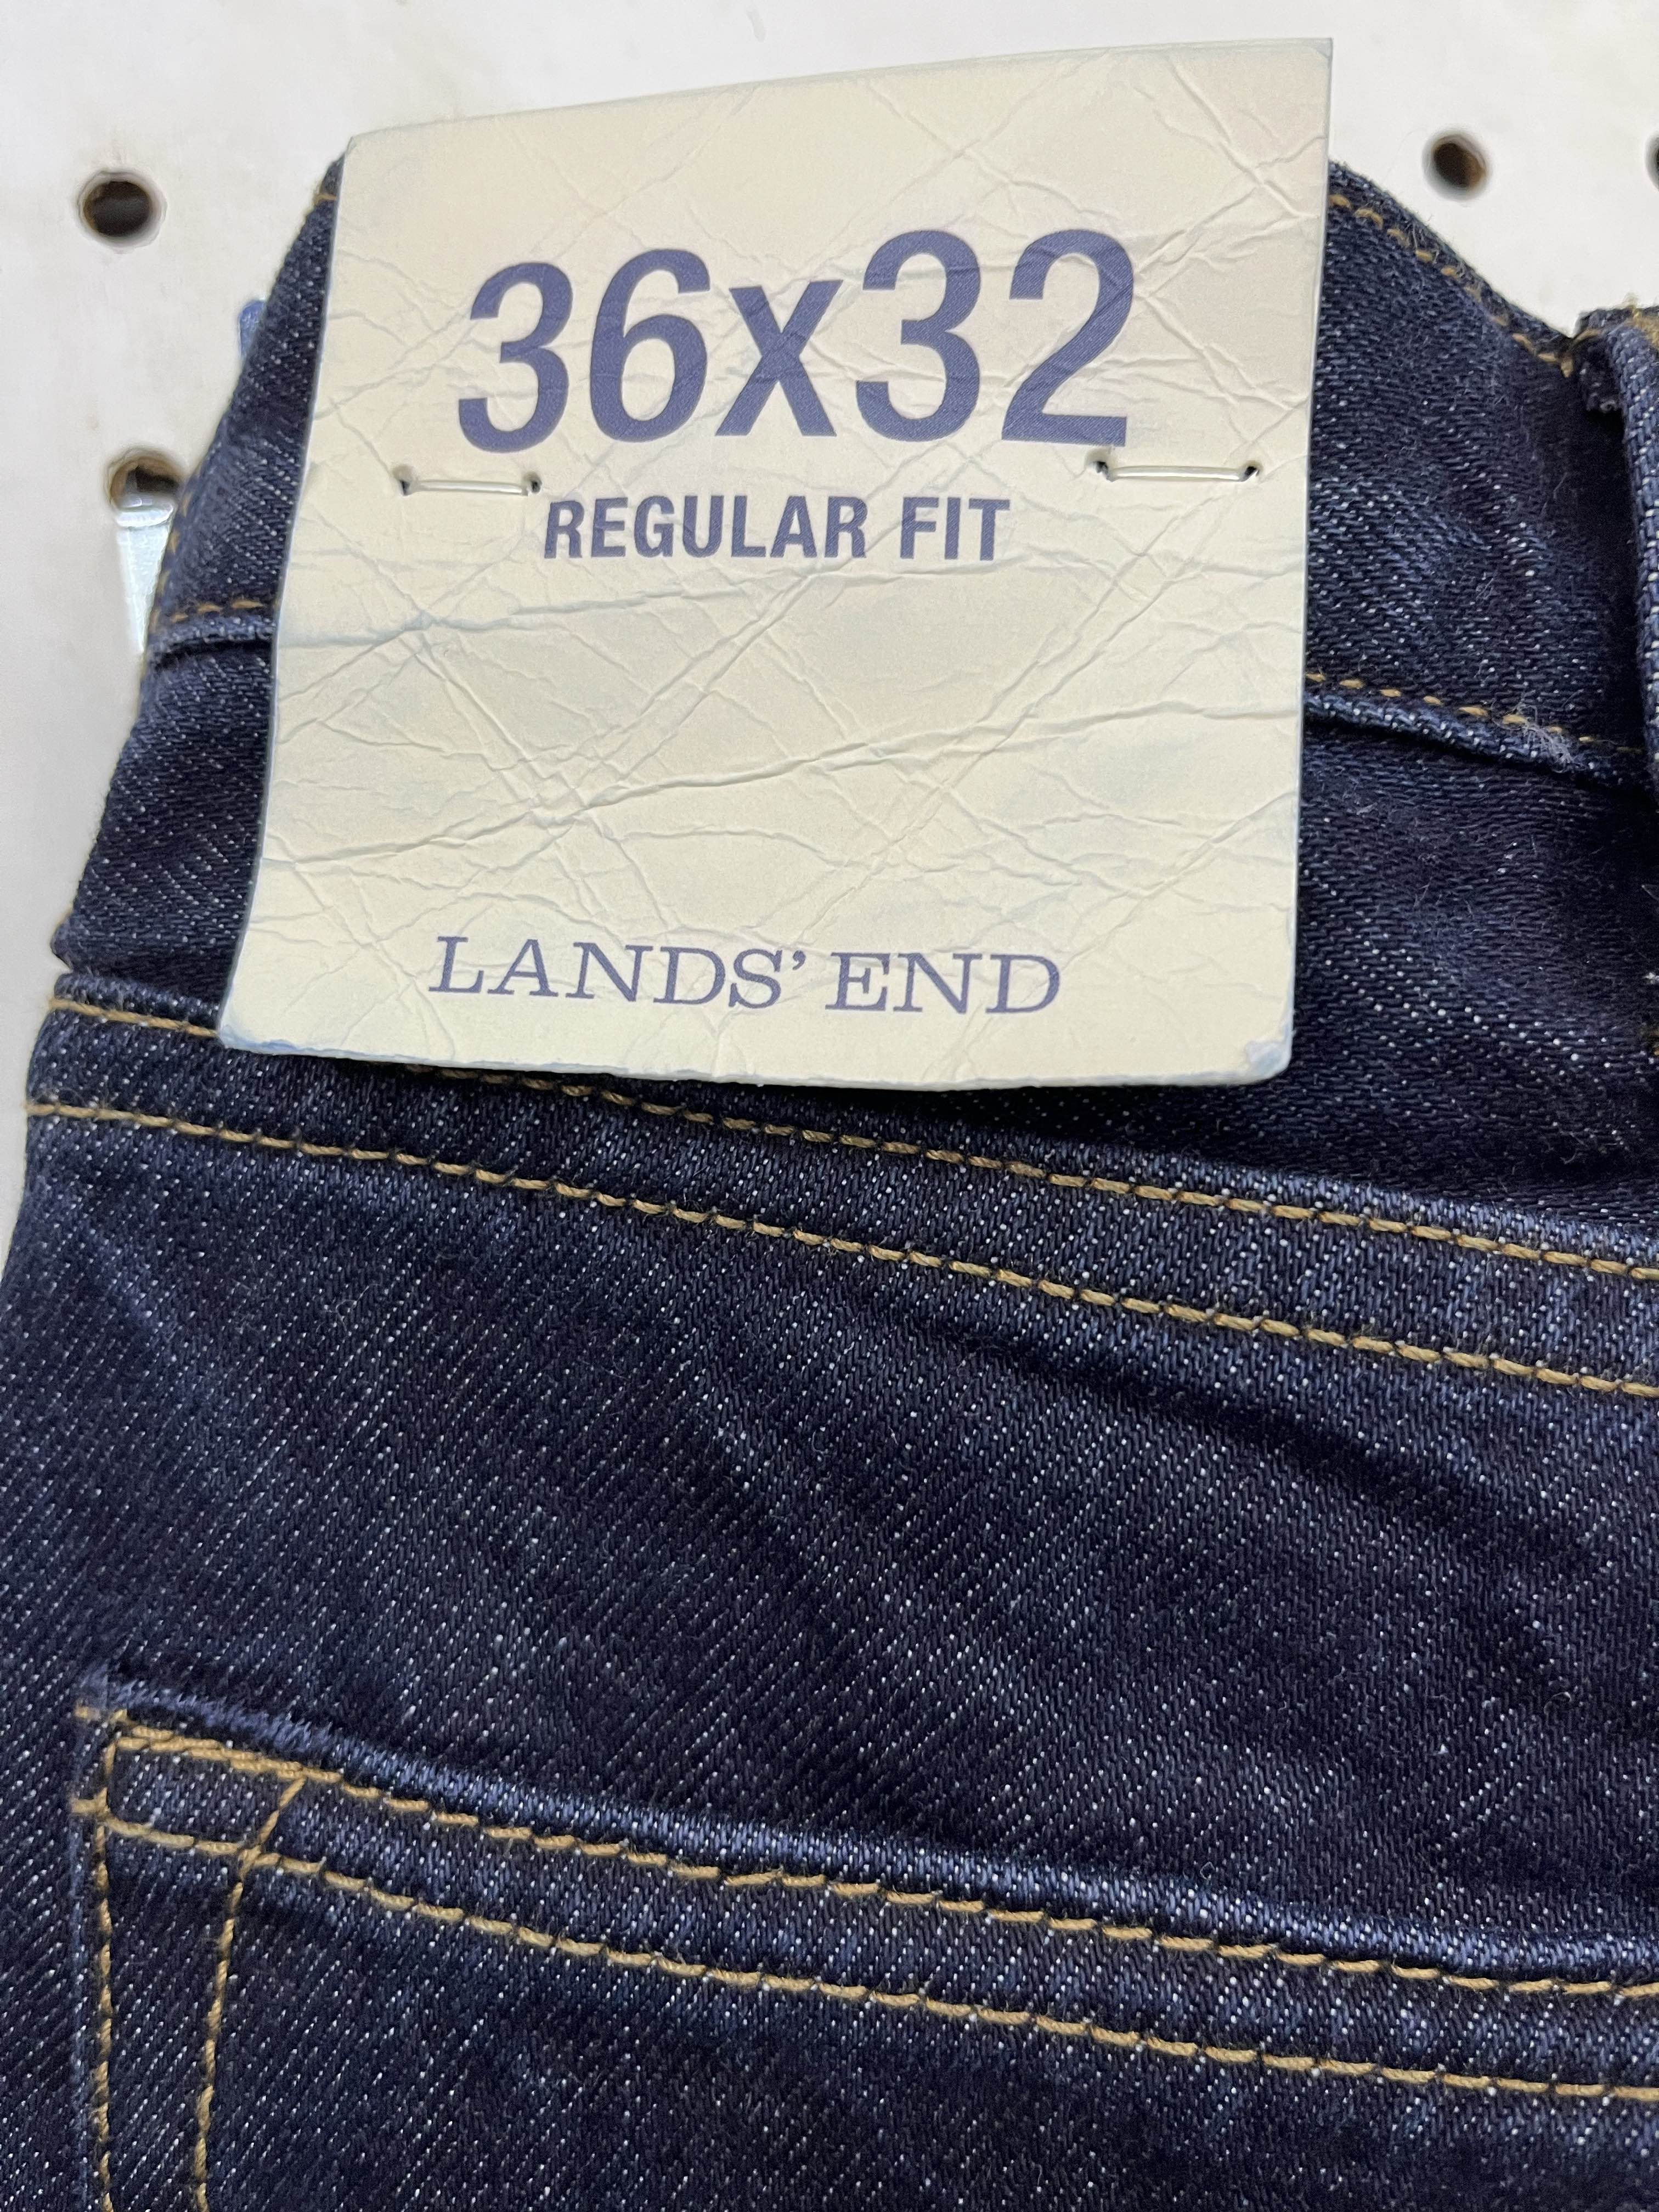 36x32
REGULAR FIT
LANDS' END